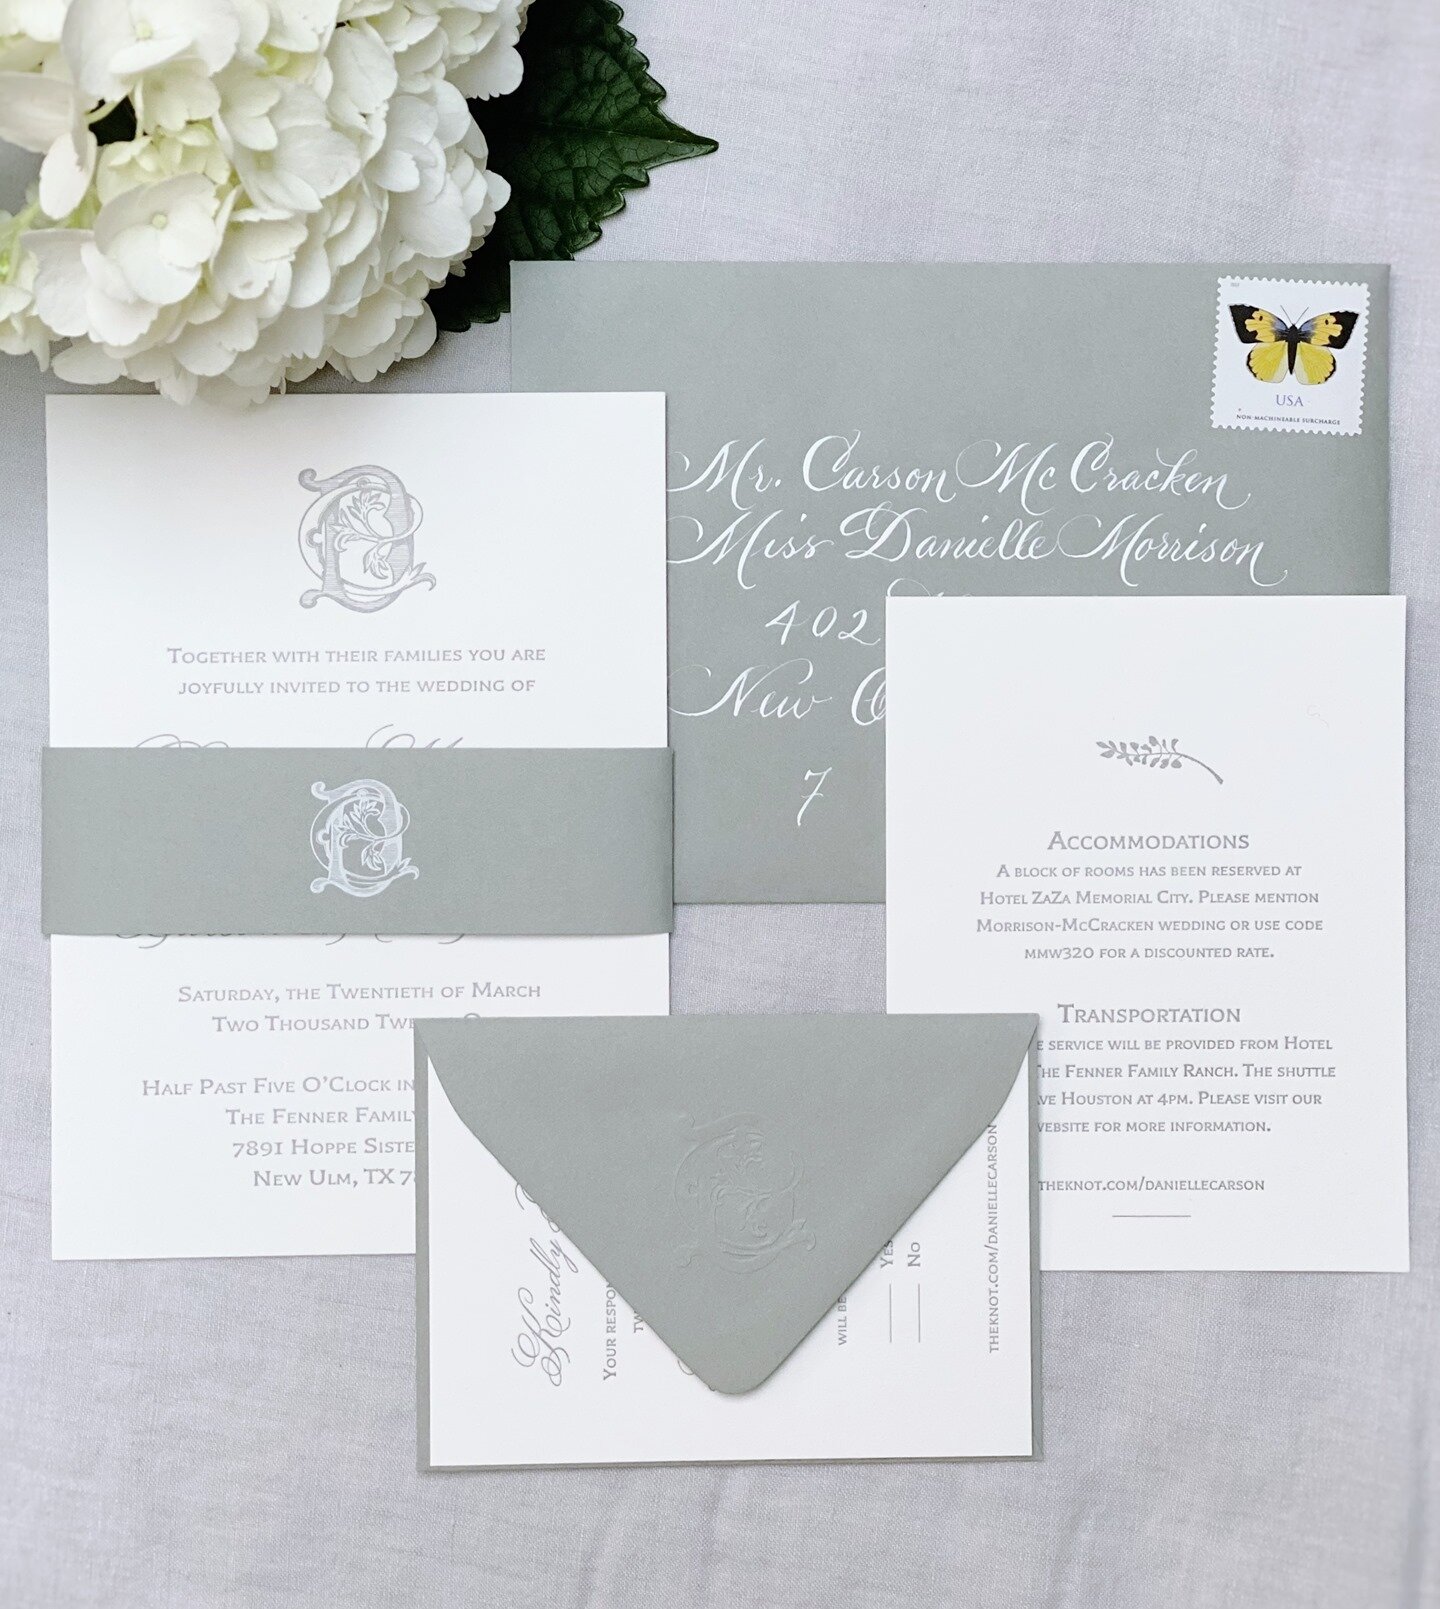 USA
NON-MACHINEABLE SURCHARGE
Mr. Carson McCracken
Miss Danielle Morrison
402
New
7
Together with their families you are
joyfully invited to the wedding of
Saturday, the Twentieth of March
Two Thousand
Half Past Five O'Clock in
The Fenner Family
7891 Hoppe
New Ulm, TX
Accommodations
A block of rooms has been reserved at
Hotel ZaZa Memorial City. Please mention
Morrison-McCracken wedding or use code
mmw320 for a discounted rate.
Transportation
service will be provided from Hotel
The Fenner Family Ranch. The shuttle
Houston at 4pm. Please visit our
website for more information.
theknot.com/daniellecarson
Kindly
Your
will be
Yes
No
theknot.com/daniellecarson